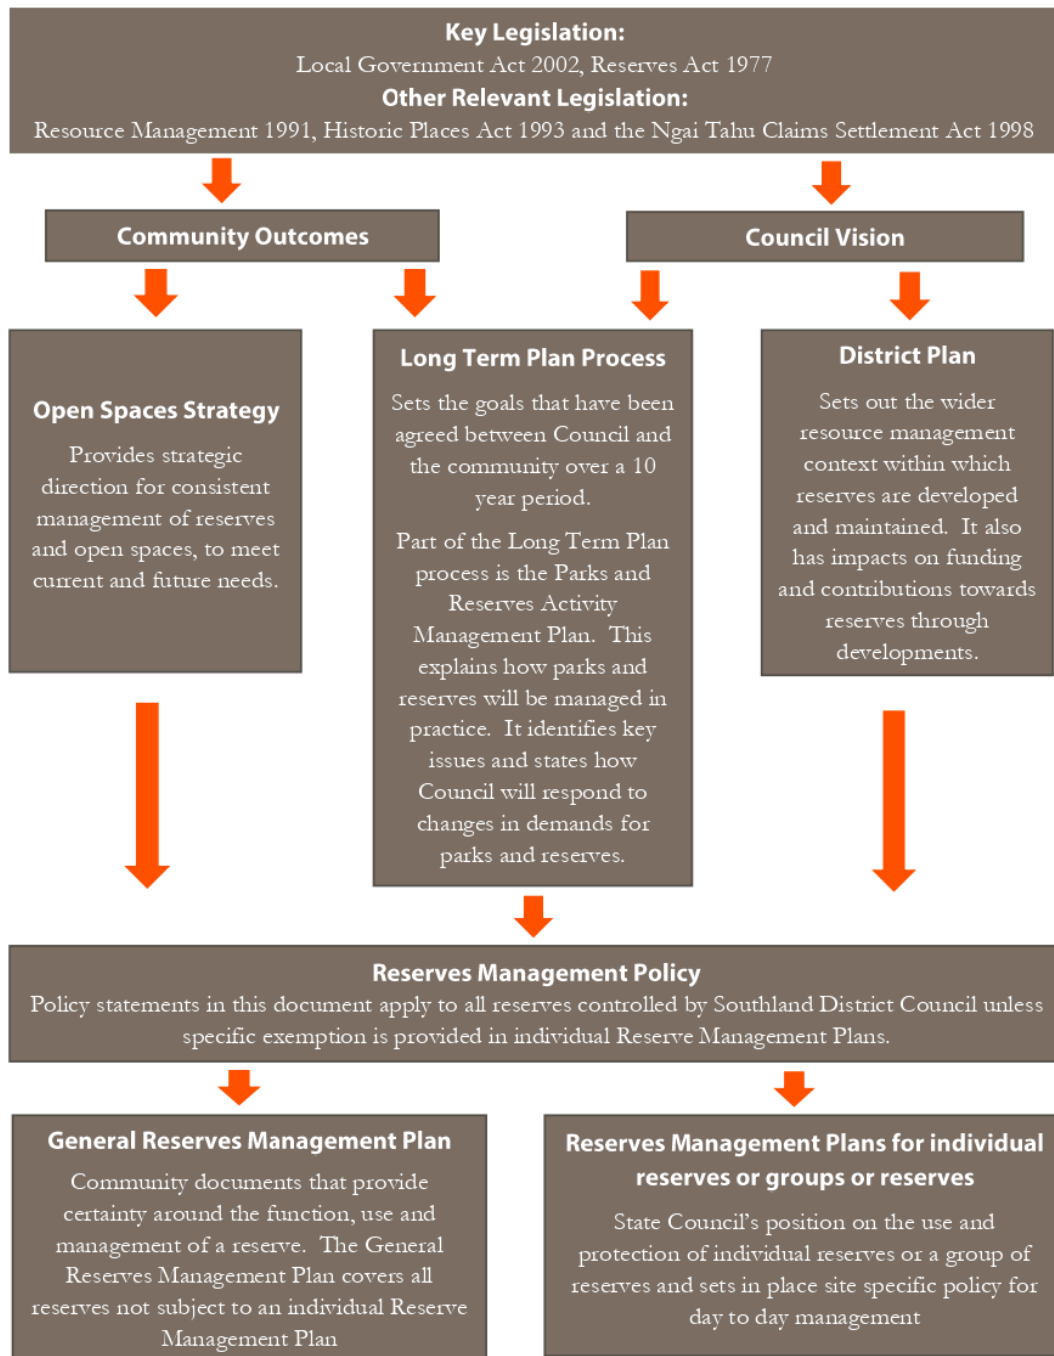 Key Legislation:
Local Government Act 2002, Reserves Act 1977
Other Relevant Legislation:
Resource Management 1991, Historic Places Act 1993 and the Ngai Tahu Claims Settlement Act 1998
Community Outcomes
Council Vision
Open Spaces Strategy
Provides strategic
direction for consistent
management of reserves
and open spaces, to meet
current and future needs.
Long Term Plan Process
Sets the goals that have been
agreed between Council and
the community over a 10
year period.
Part of the Long Term Plan
process is the Parks and
Reserves Activity
Management Plan.  This
explains how parks and
reserves will be managed in
practice.  It identifies key
issues and states how
Council will respond to
changes in demands for
parks and reserves.
District Plan
Sets out the wider
resource management
context within which
reserves are developed
and maintained.  It also
has impacts on funding
and contributions towards
reserves through
developments.
Reserves Management Policy
Policy statements in this document apply to all reserves controlled by Southland District Council unless
specific exemption is provided in individual Reserve Management Plans.
General Reserves Management Plan
Community documents that provide
certainty around the function, use and
management of a reserve.  The General
Reserves Management Plan covers all
reserves not subject to an individual Reserve
Management Plan
Reserves Management Plans for individual
reserves or groups or reserves
State Council's position on the use and
protection of individual reserves or a group of
reserves and sets in place site specific policy for
day to day management